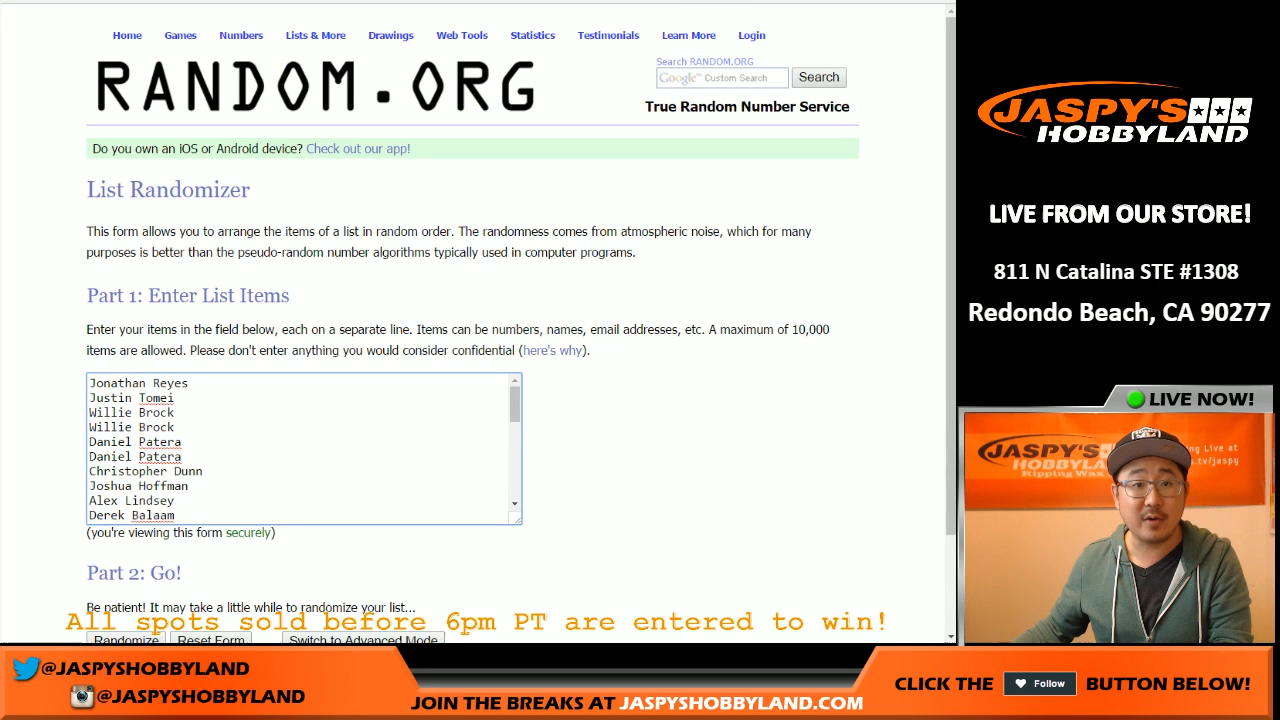 Home Games Numbers Lists & More Drawings Web Tools Statistics Testimonials Learn More Login
RANDOM.ORG
Search RANDOM.ORG
Google™ Custom Search Search
True Random Number Service
Do you own an iOS or Android device? Check out our app!
List Randomizer
This form allows you to arrange the items of a list in random order. The randomness comes from atmospheric noise, which for many
purposes is better than the pseudo-random number algorithms typically used in computer programs.
Part 1: Enter List Items
Enter your items in the field below, each on a separate line. Items can be numbers, names, email addresses, etc. A maximum of 10,000
items are allowed. Please don't enter anything you would consider confidential (here's why).
Jonathan Reyes
Justin Tomei
Willie Brock
Willie Brock
Daniel Patera
Daniel Patera
Christopher Dunn
Joshua Hoffman
Alex Lindsey
Derek Balaam
(you're viewing this form securely)
Part 2: Go!
Be patient! It may take a little while to randomize your list...
Randomize Reset Form Switch to Advanced Mode
All spots sold before 6pm PT are entered to win!
JASPY'S
HOBBYLAND
LIVE FROM OUR STORE!
811 N Catalina STE #1308
Redondo Beach, CA 90277
LIVE NOW!
JASPY'S
HOBBYLAND
Ripping Wax
ng Live at
s.tv/jaspy
@JASPYSHOBBYLAND
@JASPYSHOBBYLAND
JOIN THE BREAKS AT JASPYSHOBBYLAND.COM
CLICK THE Follow BUTTON BELOW!